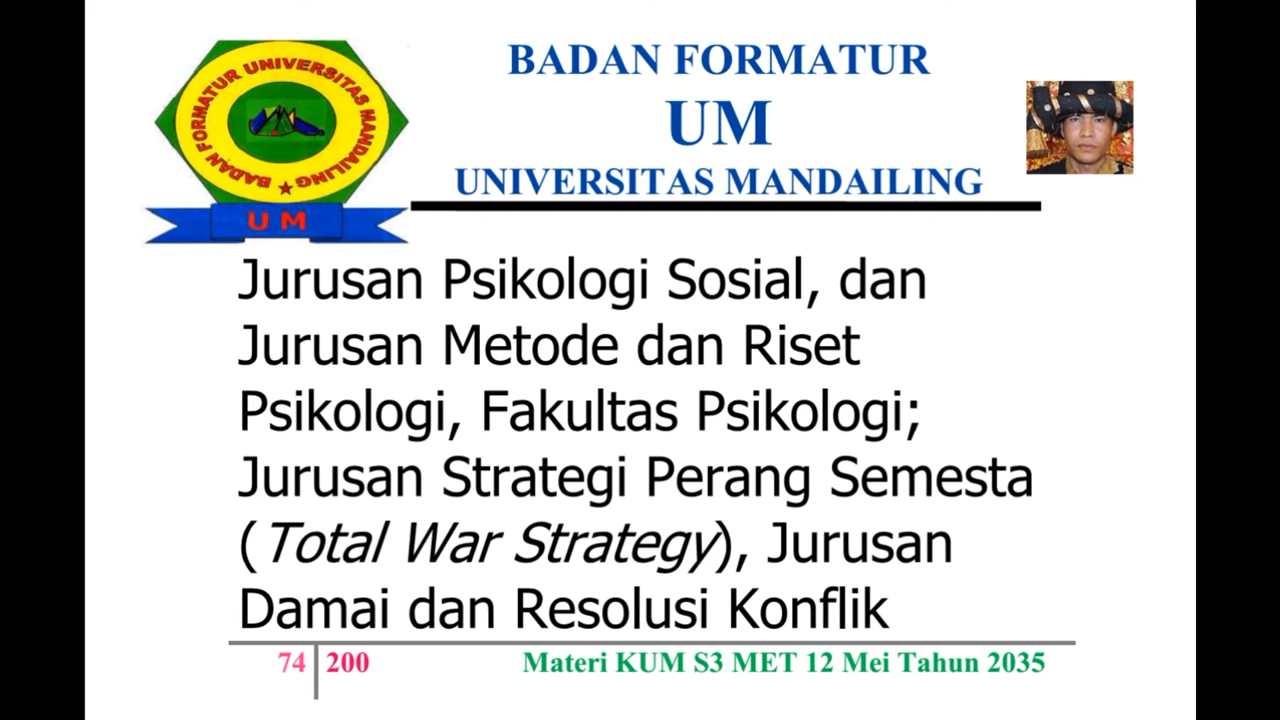 BADAN FORMATUR UNIVERSITAS MANDAILING
U M
BADAN FORMATUR
UM
UNIVERSITAS MANDAILING
Jurusan Psikologi Sosial, dan
Jurusan Metode dan Riset
Psikologi, Fakultas Psikologi;
Jurusan Strategi Perang Semesta
(Total War Strategy), Jurusan
Damai dan Resolusi Konflik
74 200 Materi KUM S3 MET 12 Mei Tahun 2035